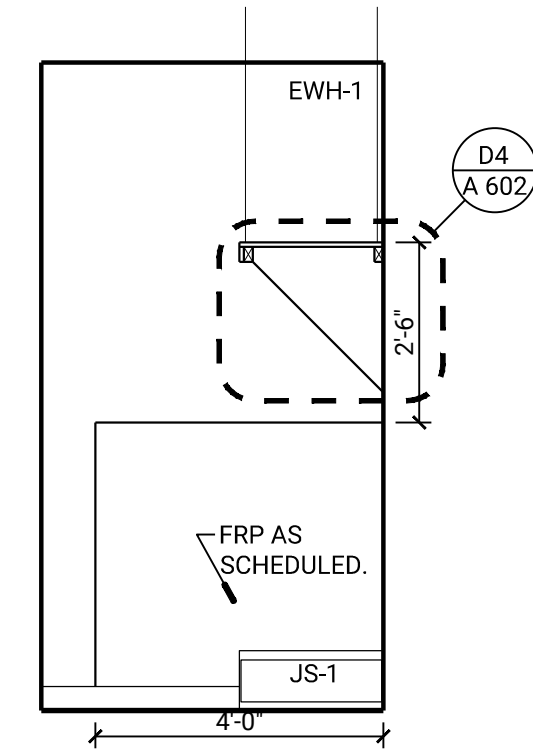 EWH-1
D4
A 602
2'-6"
FRP AS
SCHEDULED.
JS-1
4'-0"